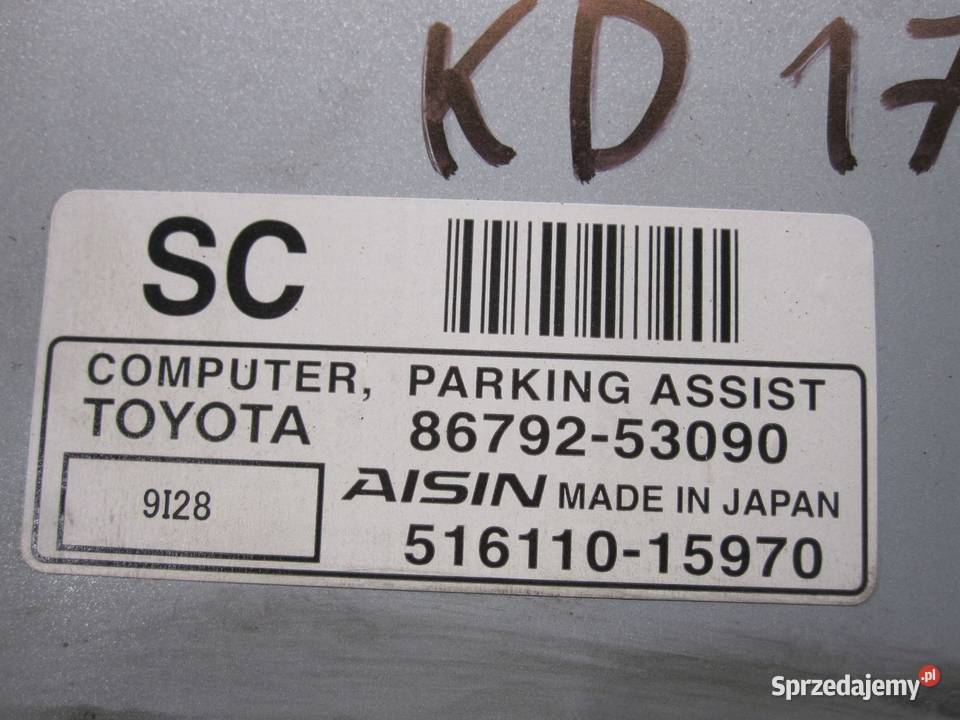 KD 17
SC
COMPUTER, PARKING ASSIST
TOYOTA 86792-53090
9I28
AISIN MADE IN JAPAN
516110-15970
Sprzedajemy.pl